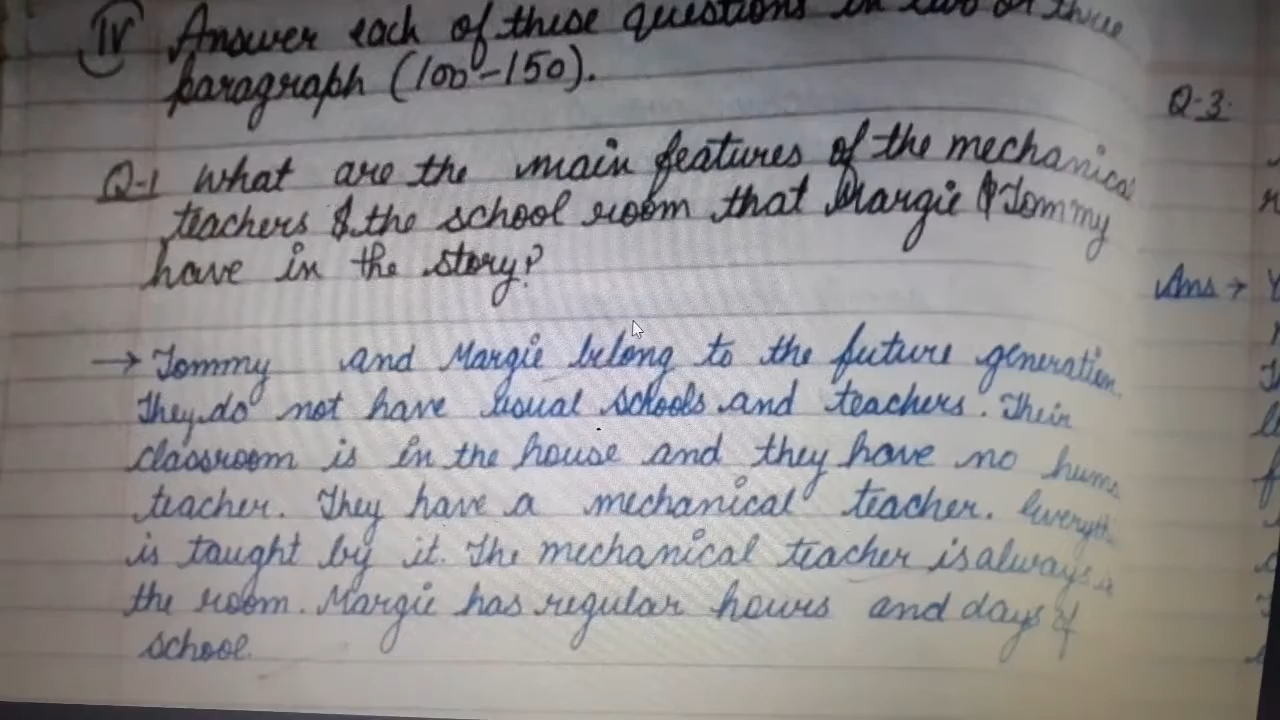 IV Answer each of these questions in two or three
paragraph (100-150).
Q-3
Q-1 What are the main features of the mechanical
teachers & the school room that Margie & Tommy
have in the story?
Ans →
→ Tommy and Margie belong to the future generation.
They do not have usual schools and teachers. Their
classroom is in the house and they have no
teacher. They have a mechanical teacher.
is taught by it. The mechanical teacher is always
the room. Margie has regular hours and days of
school.